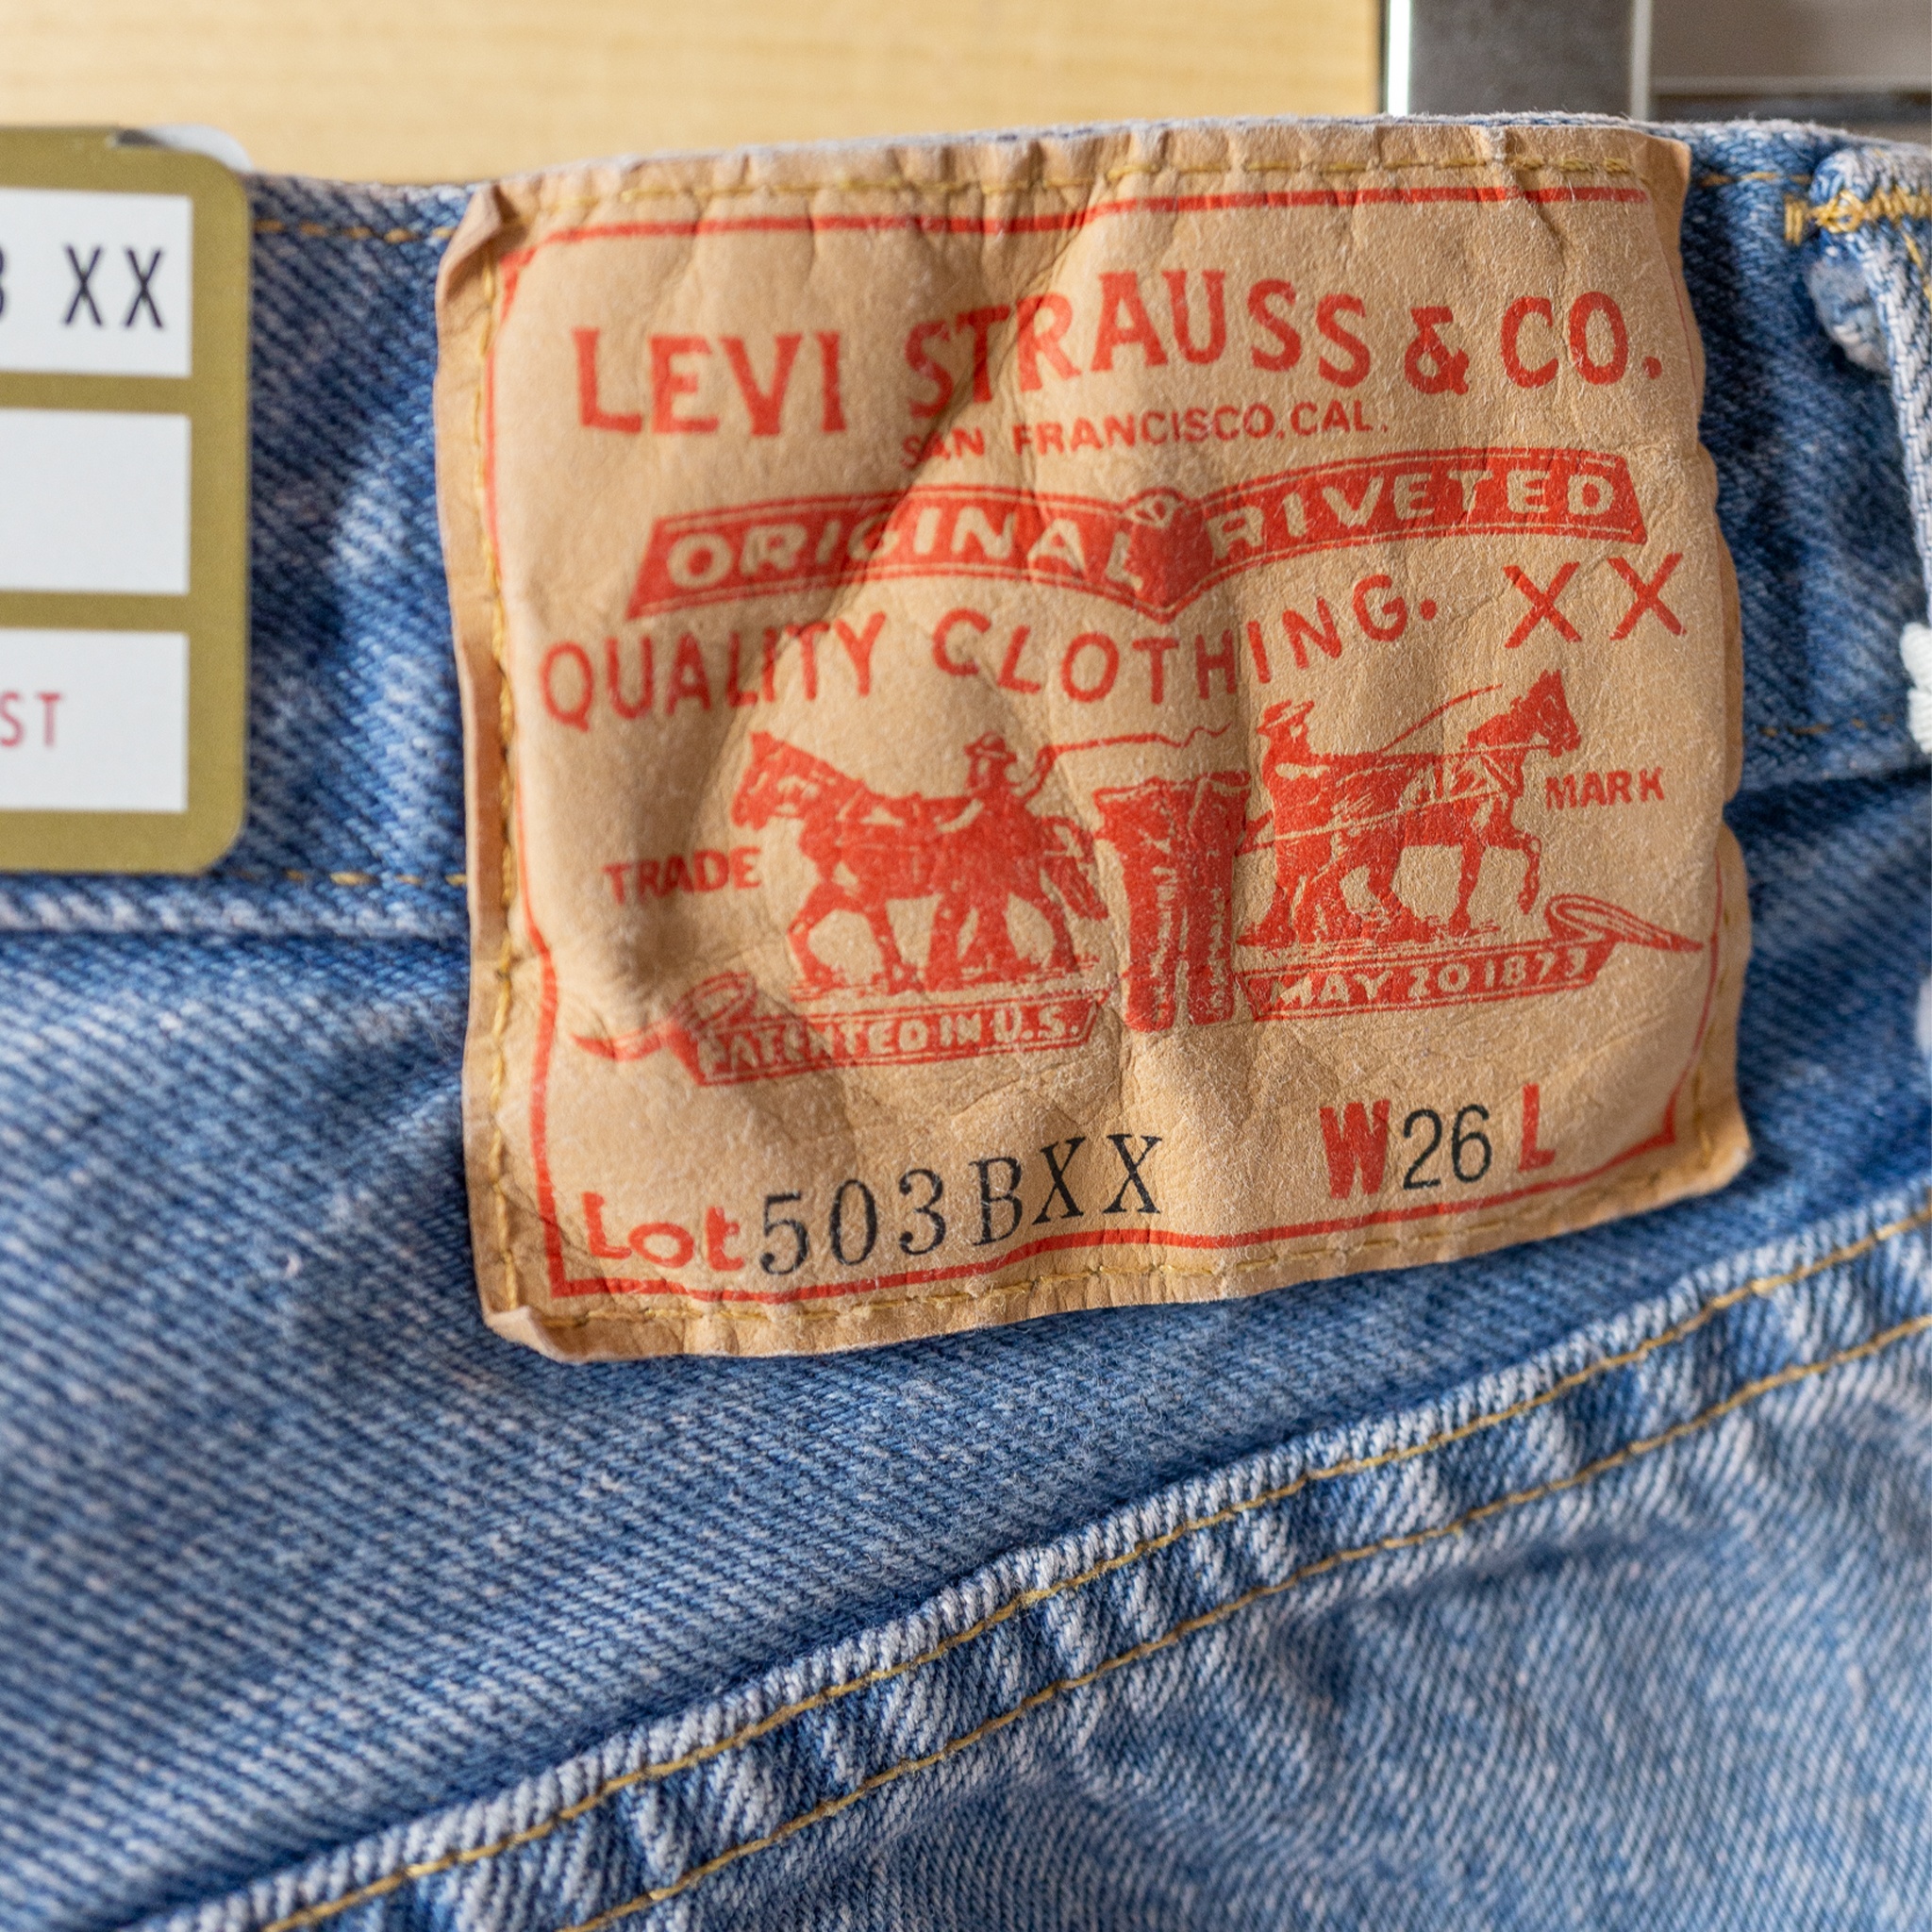 XX
ST
LEVI STRAUSS & CO.
SAN FRANCISCO, CAL.
ORIGINAL RIVETED
QUALITY CLOTHING. XX
TRADE MARK
PATENTED IN U.S. MAY 20 1873
Lot 503BXX W26 L